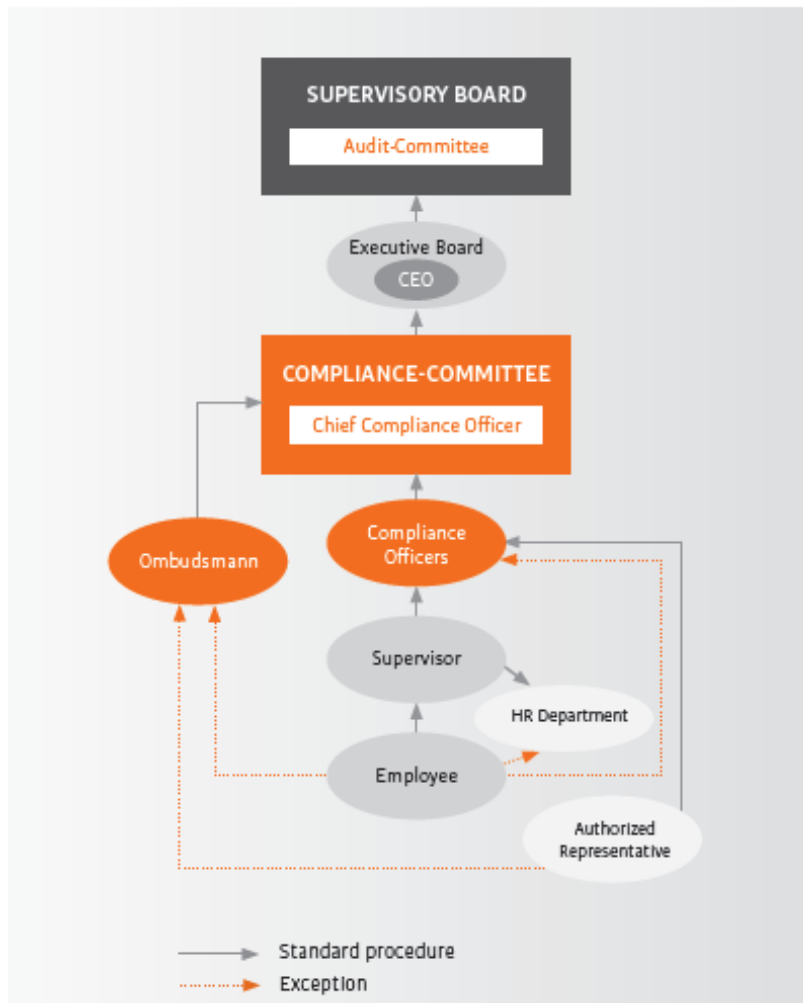 SUPERVISORY BOARD
Audit-Committee
Executive Board
CEO
COMPLIANCE-COMMITTEE
Chief Compliance Officer
Compliance
Officers
Ombudsmann
Supervisor
HR Department
Employee
Authorized
Representative
Standard procedure
Exception